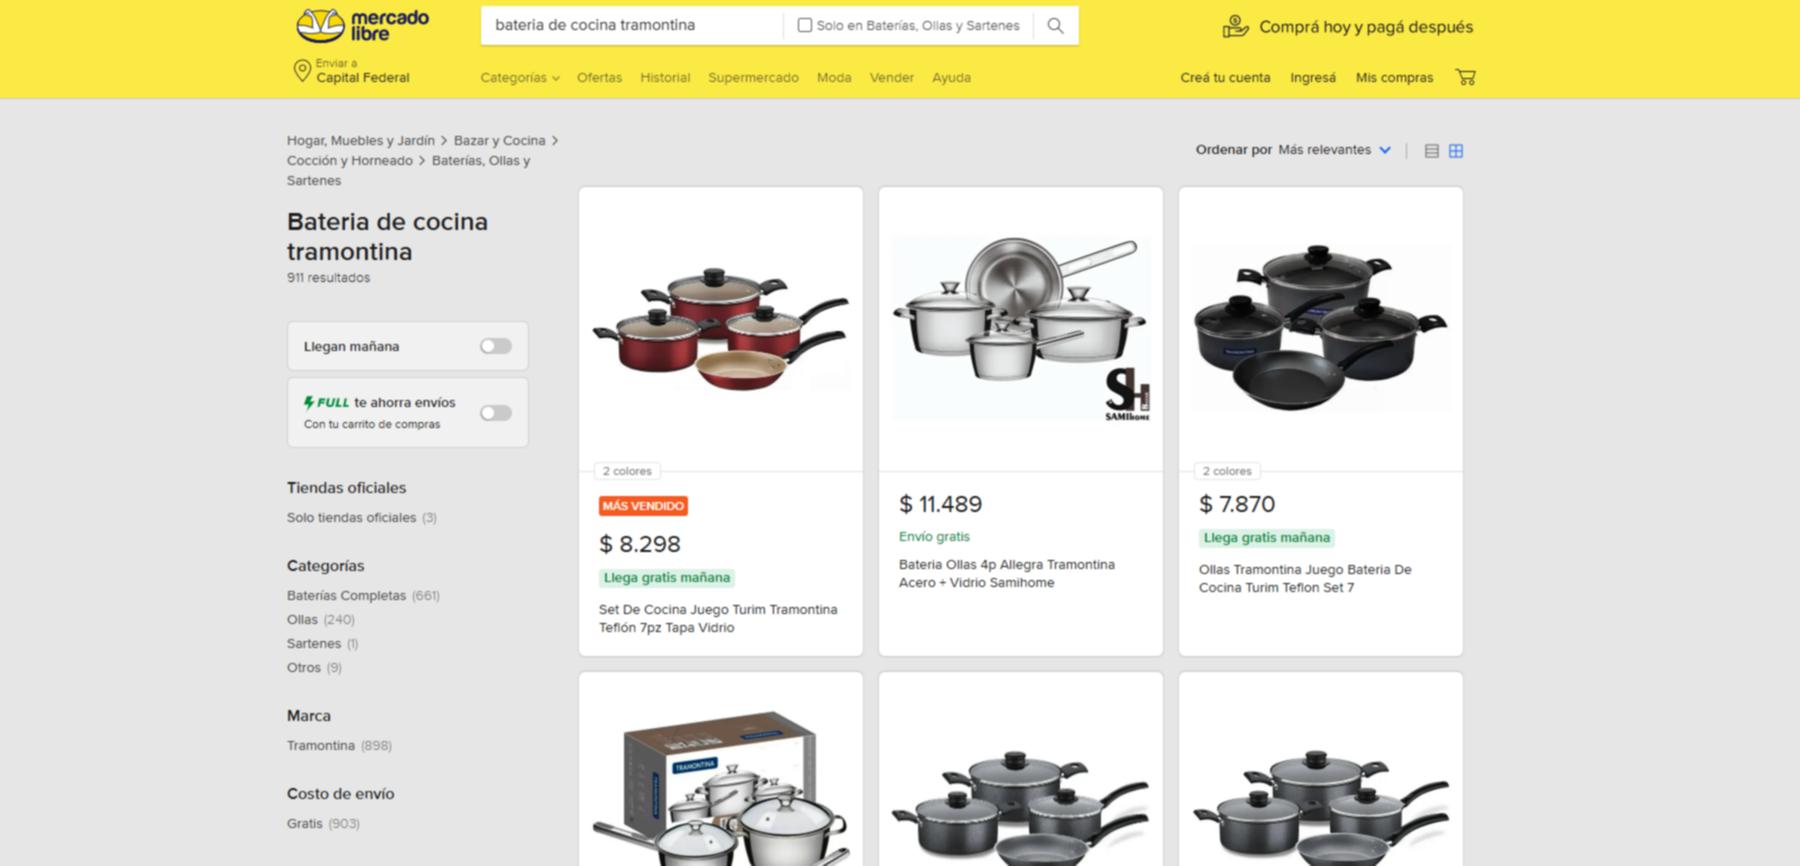 mercado
libre
bateria de cocina tramontina
Solo en Baterías, Ollas y Sartenes
Comprá hoy y pagá después
Enviar a
Capital Federal
Categorías
Ofertas
Historial
Supermercado
Moda
Vender
Ayuda
Creá tu cuenta
Ingresá
Mis compras
Hogar, Muebles y Jardín > Bazar y Cocina >
Cocción y Horneado > Baterías, Ollas y
Sartenes
Ordenar por Más relevantes
Bateria de cocina
tramontina
911 resultados
Llegan mañana
FULL te ahorra envíos
Con tu carrito de compras
Tiendas oficiales
Solo tiendas oficiales (3)
Categorías
Baterías Completas (661)
Ollas (240)
Sartenes (1)
Otros (9)
Marca
Tramontina (898)
Costo de envío
Gratis (903)
2 colores
MÁS VENDIDO
$ 8.298
Llega gratis mañana
Set De Cocina Juego Turim Tramontina
Teflón 7pz Tapa Vidrio
SH
SAMIHOME
$ 11.489
Envío gratis
Bateria Ollas 4p Allegra Tramontina
Acero + Vidrio Samihome
2 colores
$ 7.870
Llega gratis mañana
Ollas Tramontina Juego Bateria De
Cocina Turim Teflon Set 7
TRAMONTINA